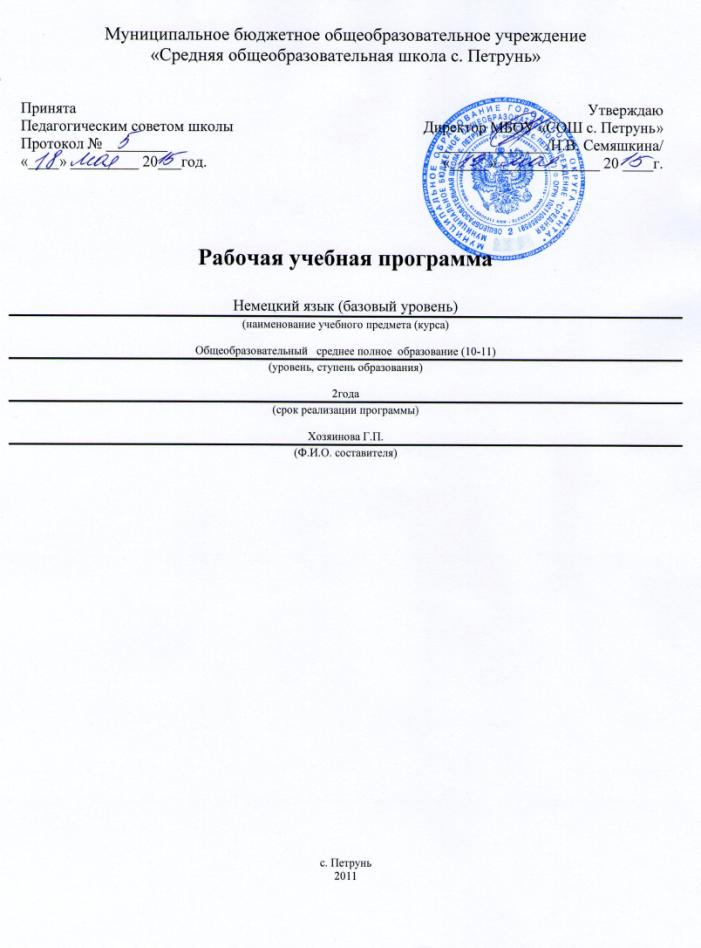 Муниципальное бюджетное общеобразовательное учреждение
«Средняя общеобразовательная школа с. Петрунь»
Принята
Педагогическим советом школы
Протокол № 5
« 18 » мая 2015 год.
Утверждаю
Директор МБОУ «СОШ с. Петрунь»
/Н.В. Семяшкина/
мая 20 15 г.
Рабочая учебная программа
Немецкий язык (базовый уровень)
(наименование учебного предмета (курса)
Общеобразовательный среднее полное образование (10-11)
(уровень, ступень образования)
2года
(срок реализации программы)
Хозяинова Г.П.
(Ф.И.О. составителя)
с. Петрунь
2011